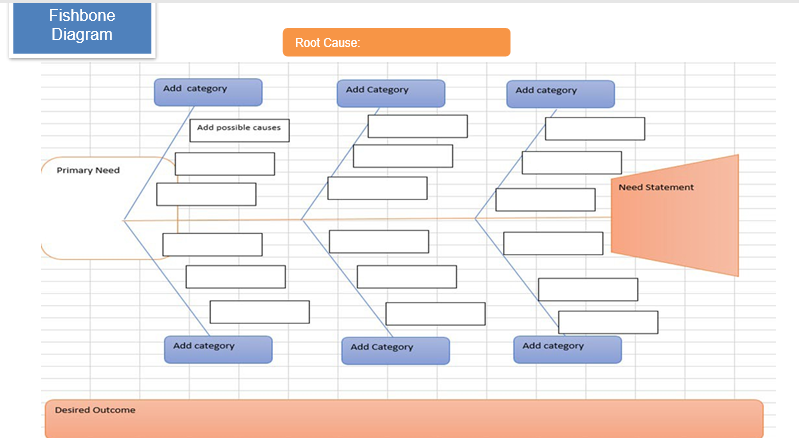 Fishbone
Diagram
Root Cause:
Add category
Add Category
Add category
Add possible causes
Primary Need
Need Statement
Add category
Add Category
Add category
Desired Outcome